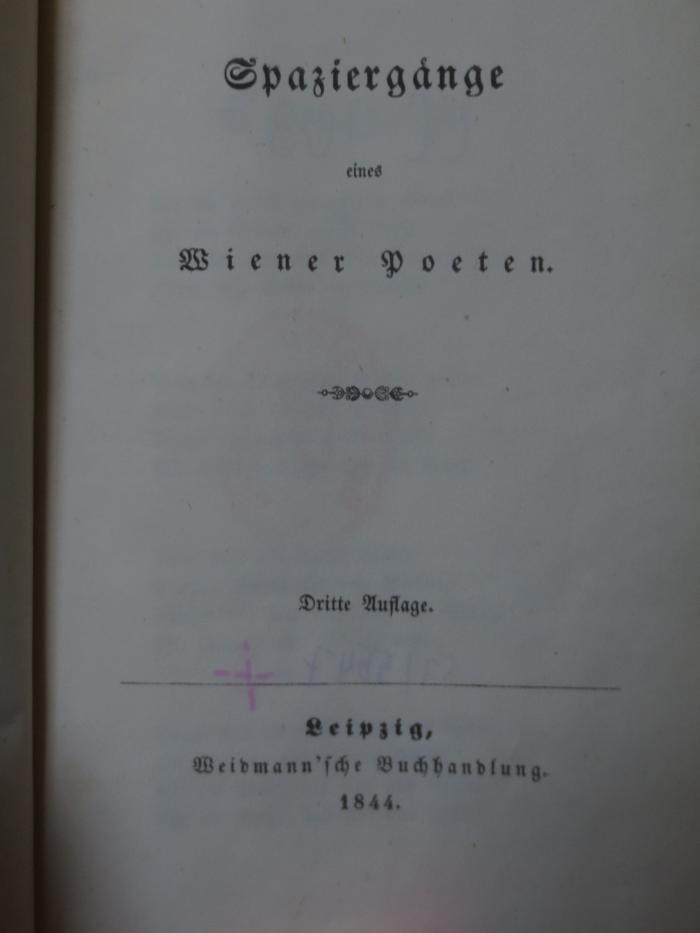 Spaziergänge
eines
Wiener Poeten.
Dritte Auflage.
Leipzig,
Weidmann'sche Buchhandlung.
1844.